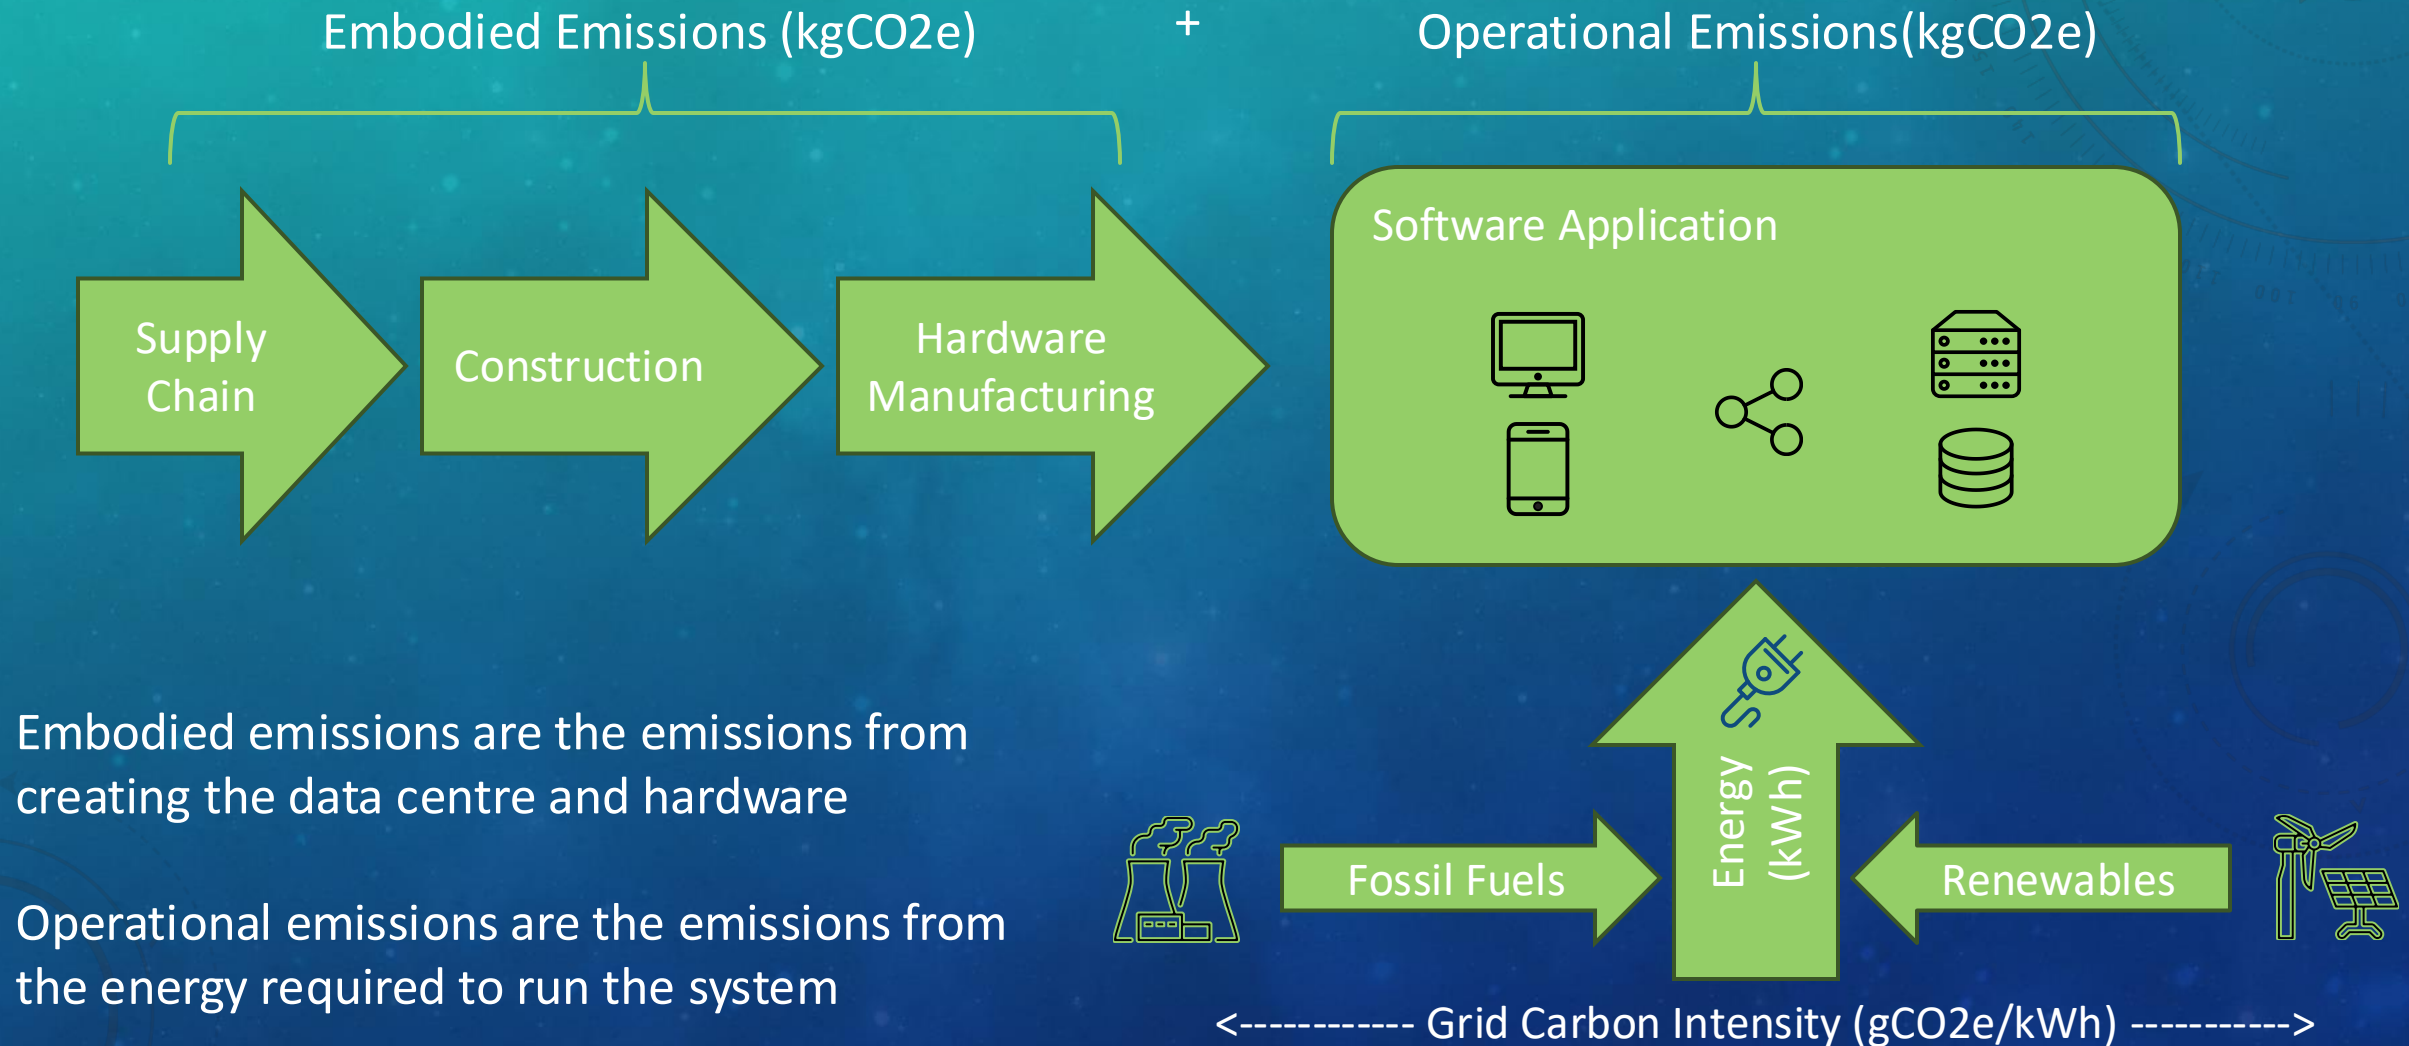 Embodied Emissions (kgCO2e)
+
Operational Emissions(kgCO2e)
Supply
Chain
Construction
Hardware
Manufacturing
Software Application
Embodied emissions are the emissions from
creating the data centre and hardware
Operational emissions are the emissions from
the energy required to run the system
Fossil Fuels
Energy
(kWh)
Renewables
<------------ Grid Carbon Intensity (gCO2e/kWh) ----------->